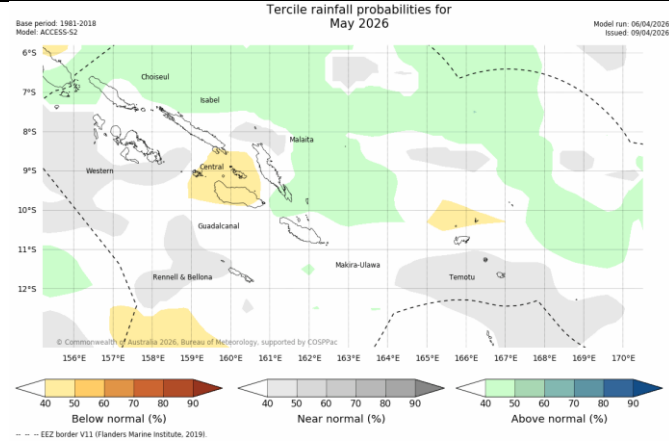 Tercile rainfall probabilities for
May 2026
Base period: 1981-2018
Model: ACCESS-S2
Model run: 06/04/2026
Issued: 09/04/2026
6°S
Choiseul
7°S
Isabel
8°S
Malaita
9°S
Western
Central
10°S
Guadalcanal
11°S
Makira-Ulawa
Rennell & Bellona
Temotu
12°S
© Commonwealth of Australia 2026, Bureau of Meteorology, supported by COSPPac
156°E 157°E 158°E 159°E 160°E 161°E 162°E 163°E 164°E 165°E 166°E 167°E 168°E 169°E 170°E
40 50 60 70 80 90
Below normal (%)
40 50 60 70 80 90
Near normal (%)
40 50 60 70 80 90
Above normal (%)
EEZ border V11 (Flanders Marine Institute, 2019).